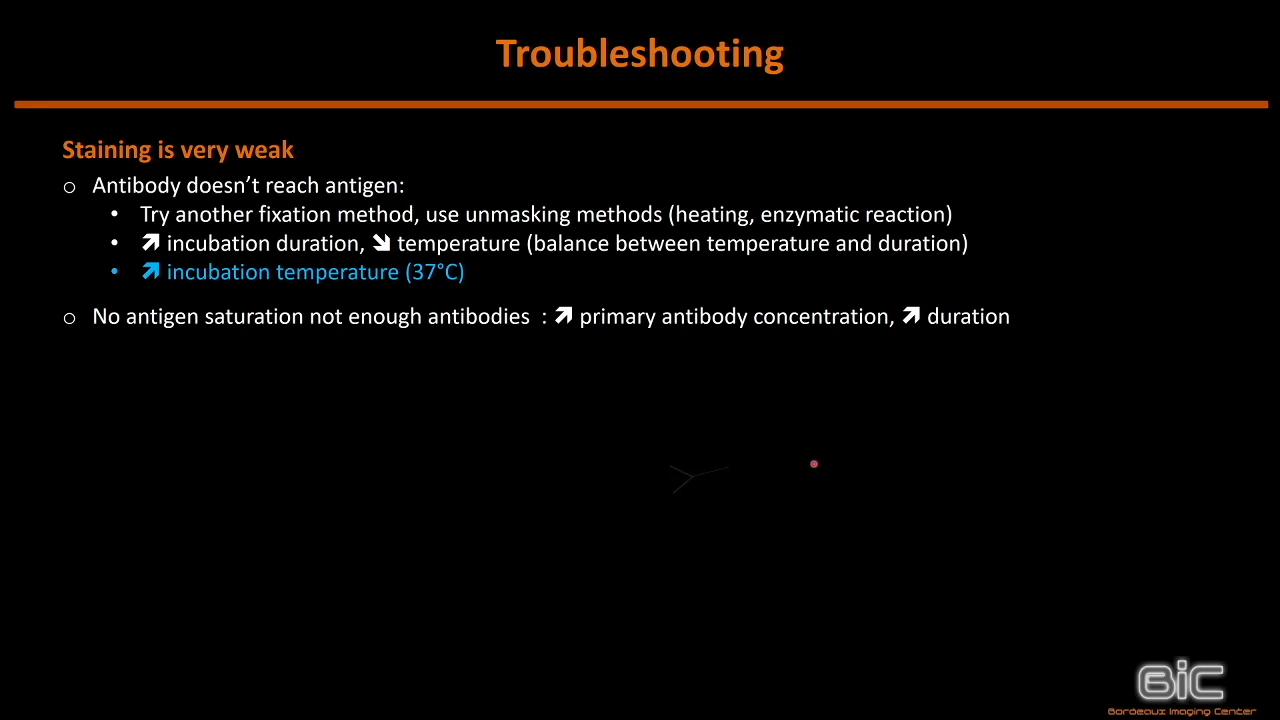 Troubleshooting
Staining is very weak
o Antibody doesn't reach antigen:
• Try another fixation method, use unmasking methods (heating, enzymatic reaction)
• ⬈ incubation duration, ⬊ temperature (balance between temperature and duration)
• ⬈ incubation temperature (37°C)
o No antigen saturation not enough antibodies : ⬈ primary antibody concentration, ⬈ duration
BiC
Bordeaux Imaging Center